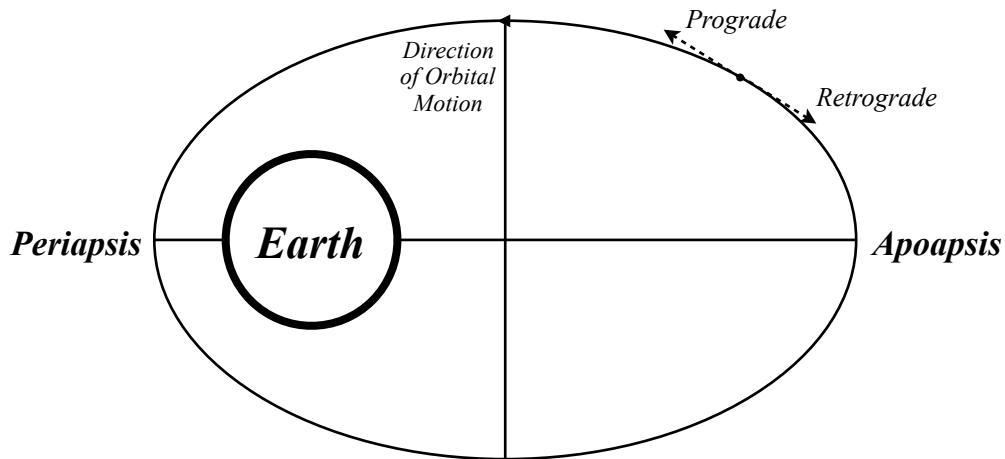 Prograde
Direction
of Orbital
Motion
Retrograde
Periapsis
Earth
Apoapsis